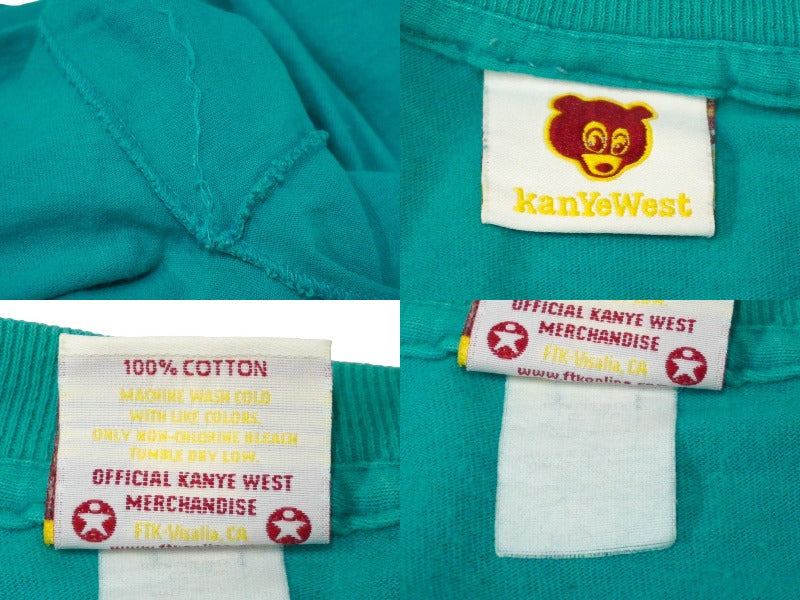 kanYeWest
100% COTTON
MACHINE WASH COLD
WITH LIKE COLORS.
ONLY NON-CHLORINE BLEACH
TUMBLE DRY LOW.
OFFICIAL KANYE WEST
MERCHANDISE
FTK-Visalia, CA
OFFICIAL KANYE WEST
MERCHANDISE
FTK-Visalia, CA